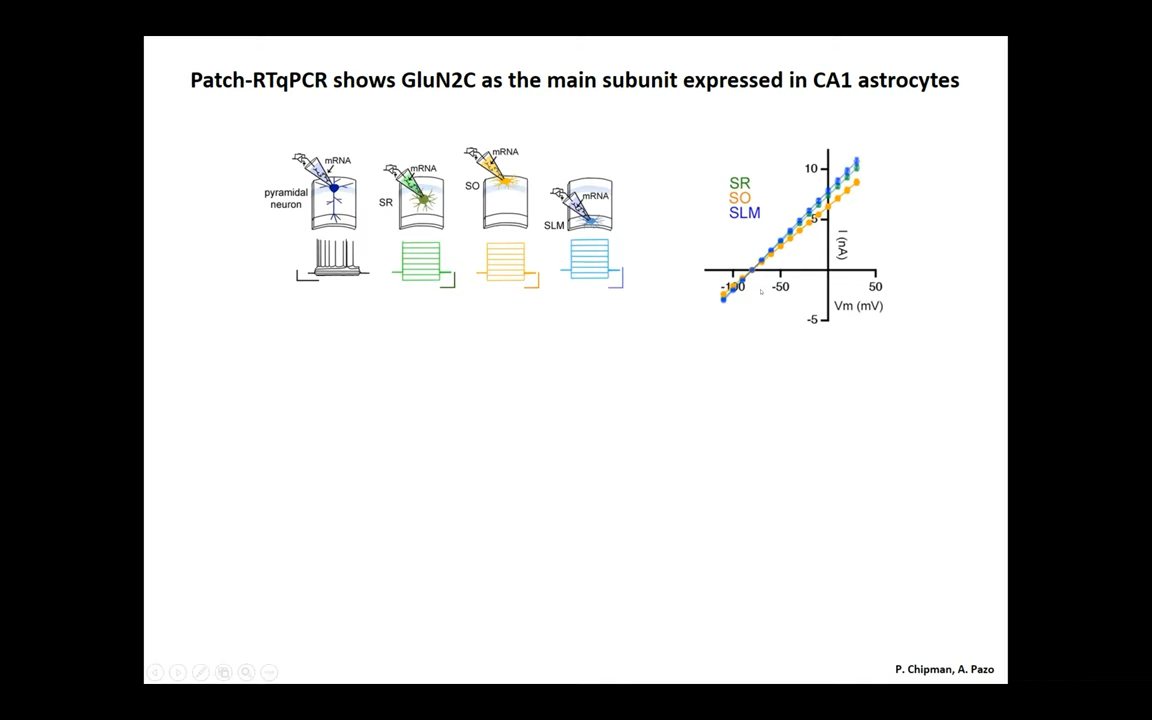 Patch-RTqPCR shows GluN2C as the main subunit expressed in CA1 astrocytes
mRNA
pyramidal
neuron
mRNA
SR
mRNA
SO
mRNA
SLM
SR
SO
SLM
10
5
I (nA)
-100
-50
50
Vm (mV)
-5
P. Chipman, A. Pazo